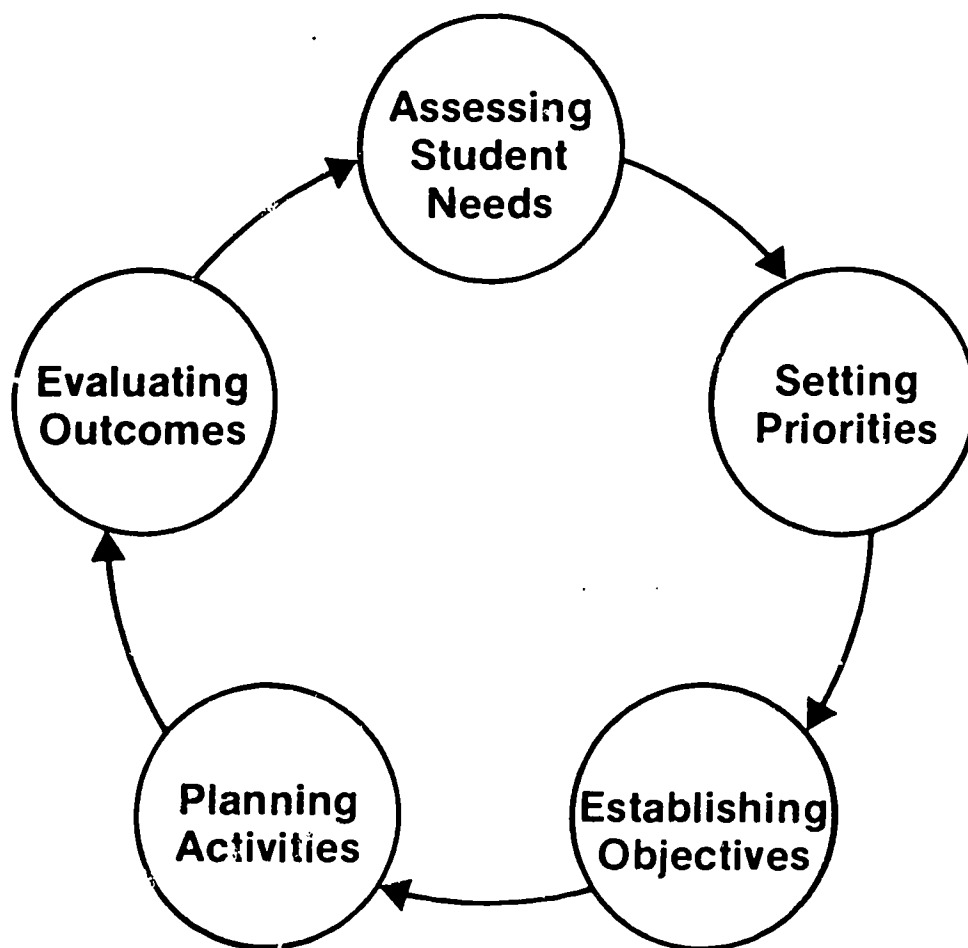 Assessing
Student
Needs
Setting
Priorities
Establishing
Objectives
Planning
Activities
Evaluating
Outcomes